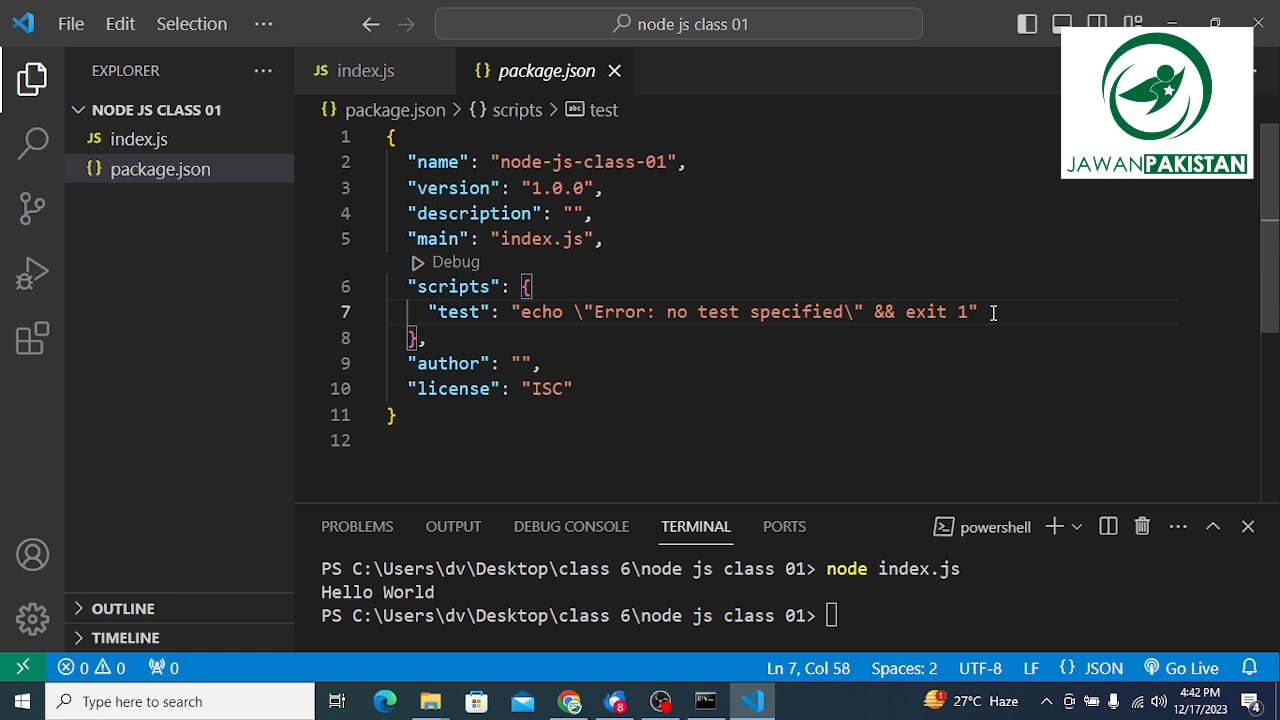 File Edit Selection ··· node js class 01
EXPLORER ···
NODE JS CLASS 01
JS index.js
{} package.json
OUTLINE
TIMELINE
JS index.js {} package.json
{} package.json > {} scripts > abc test
1 {
2 "name": "node-js-class-01",
3 "version": "1.0.0",
4 "description": "",
5 "main": "index.js",
Debug
6 "scripts": {
7 "test": "echo \"Error: no test specified\" && exit 1"
8 },
9 "author": "",
10 "license": "ISC"
11 }
12
JAWANPAKISTAN
PROBLEMS OUTPUT DEBUG CONSOLE TERMINAL PORTS powershell
PS C:\Users\dv\Desktop\class 6\node js class 01> node index.js
Hello World
PS C:\Users\dv\Desktop\class 6\node js class 01>
0 0 0 Ln 7, Col 58 Spaces: 2 UTF-8 LF {} JSON Go Live
Type here to search 8 1 27°C Haze 4:42 PM 4
12/17/2023